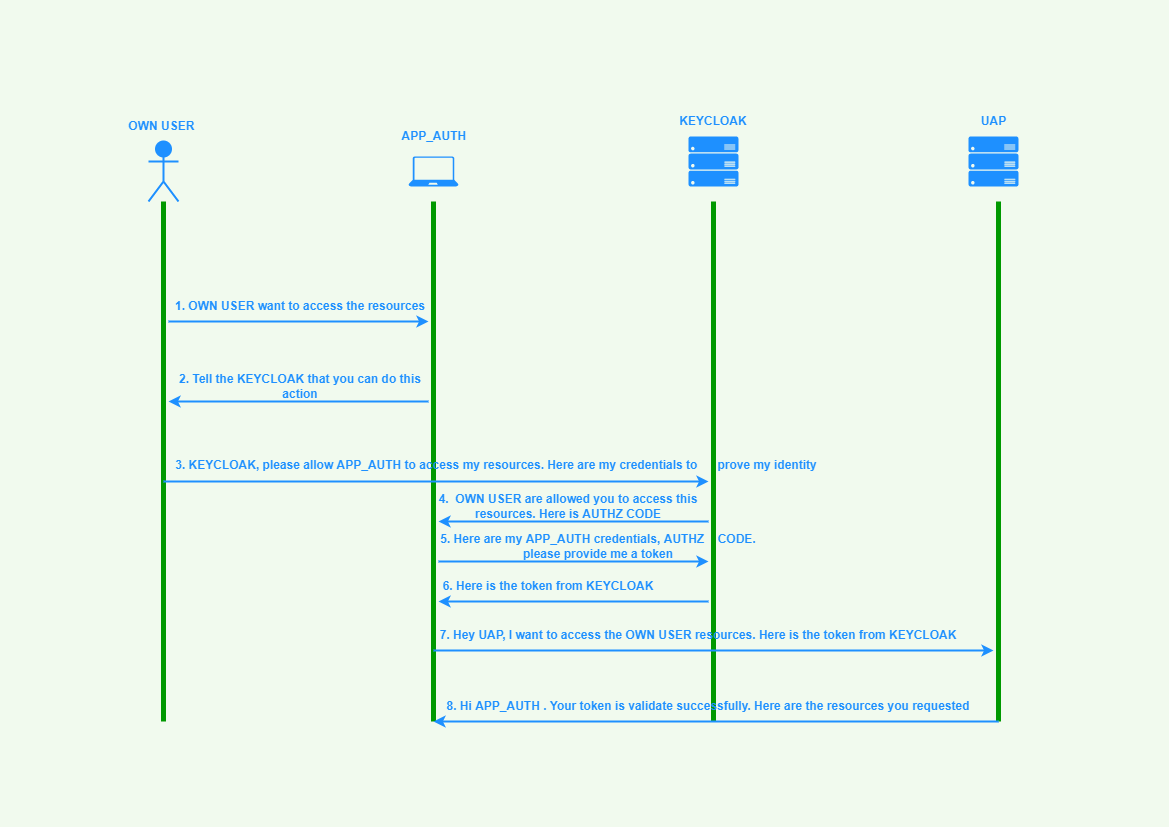 OWN USER
APP_AUTH
KEYCLOAK
UAP
1. OWN USER want to access the resources
2. Tell the KEYCLOAK that you can do this
action
3. KEYCLOAK, please allow APP_AUTH to access my resources. Here are my credentials to prove my identity
4. OWN USER are allowed you to access this
resources. Here is AUTHZ CODE
5. Here are my APP_AUTH credentials, AUTHZ CODE.
please provide me a token
6. Here is the token from KEYCLOAK
7. Hey UAP, I want to access the OWN USER resources. Here is the token from KEYCLOAK
8. Hi APP_AUTH . Your token is validate successfully. Here are the resources you requested